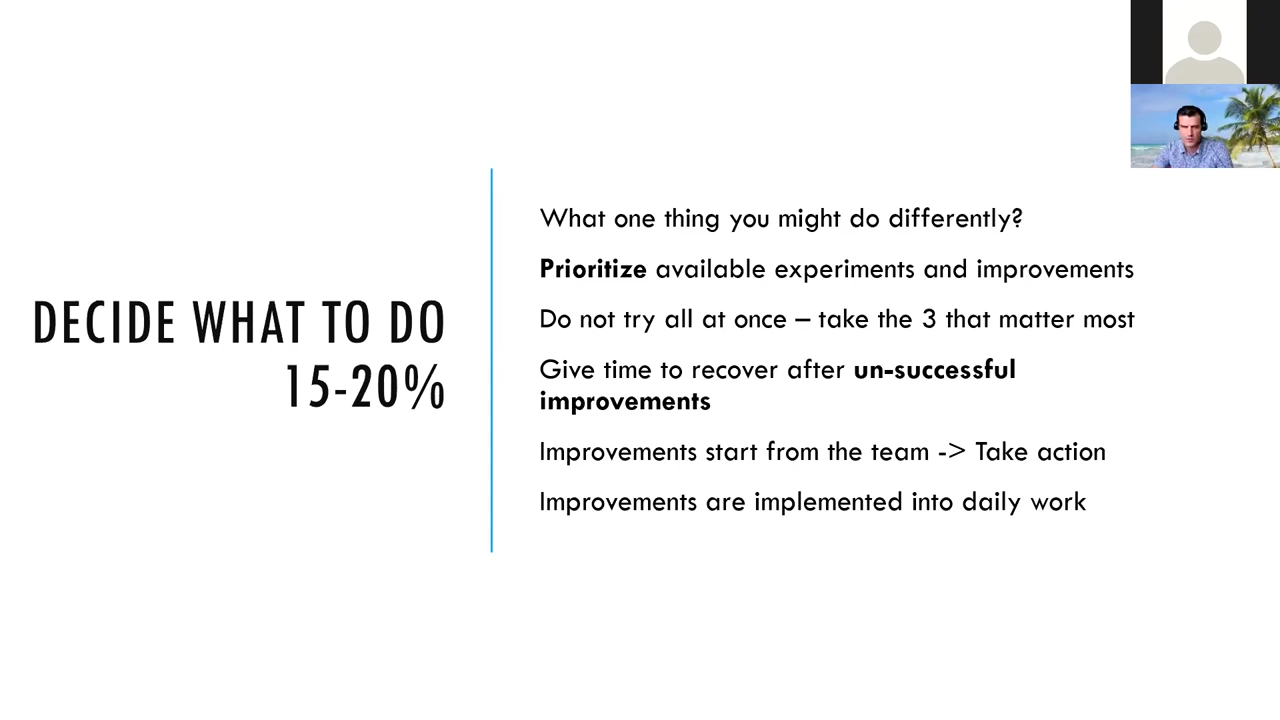 DECIDE WHAT TO DO
15-20%
What one thing you might do differently?
Prioritize available experiments and improvements
Do not try all at once – take the 3 that matter most
Give time to recover after un-successful
improvements
Improvements start from the team -> Take action
Improvements are implemented into daily work